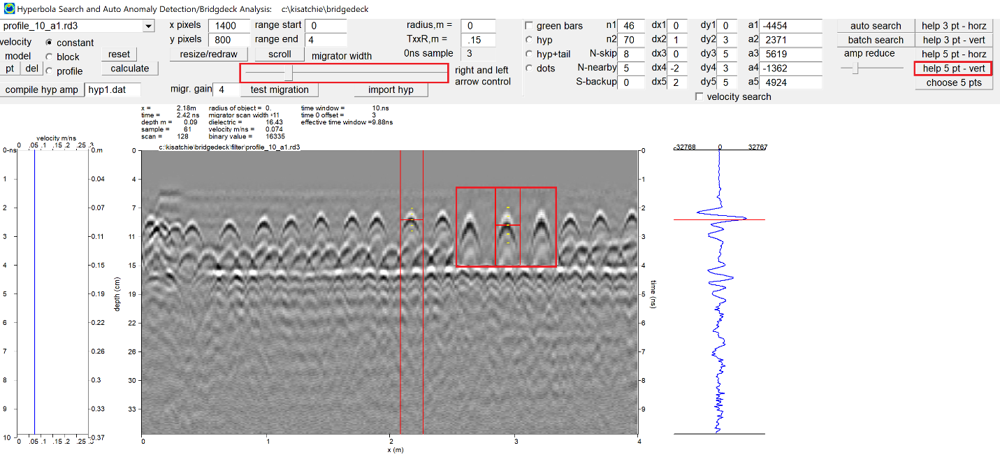 Hyperbola Search and Auto Anomaly Detection/Bridgdeck Analysis: c:\kisatchie\bridgedeck
profile_10_a1.rd3 x pixels 1400 range start 0 radius,m = 0 green bars n1 46 dx1 0 dy1 0 a1 -4454 auto search help 3 pt - horz
velocity constant y pixels 800 range end 4 TxxR,m = .15 hyp n2 70 dx2 1 dy2 3 a2 2371 batch search help 3 pt - vert
model block reset resize/redraw scroll migrator width 0ns sample 3 hyp+tail N-skip 8 dx3 0 dy3 5 a3 5619 amp reduce help 5 pt - horz
pt del profile calculate right and left dots N-nearby 5 dx4 -2 dy4 3 a4 -1362 help 5 pt - vert
arrow control S-backup 0 dx5 2 dy5 5 a5 4924 choose 5 pts
compile hyp amp hyp1.dat migr. gain 4 test migration import hyp velocity search
x = 2.18m radius of object = 0. time window = 10.ns
time = 2.42 ns migrator scan width =11 time 0 offset = 3
depth m = 0.09 dielectric = 16.43 effective time window =9.88ns
sample = 61 velocity m/ns = 0.074
scan = 128 binary value = 16335
velocity m/ns
0 .05 .1 .15 .2 .25 .3
c:\kisatchie\bridgedeck\filter\profile_10_a1.rd3
-32768 0 32767
0-ns 0.m 0 0
1 0.04 4 1
2 0.07 7 2
3 0.11 11 3
4 0.15 15 4
5 0.19 19 5
6 0.22 22 6
7 0.26 26 7
8 0.3 30 8
9 0.33 33 9
10 0.37
depth (cm)
time (ns)
0 .05 .1 .15 .2 .25 .3
0 1 2 3 4
x (m)